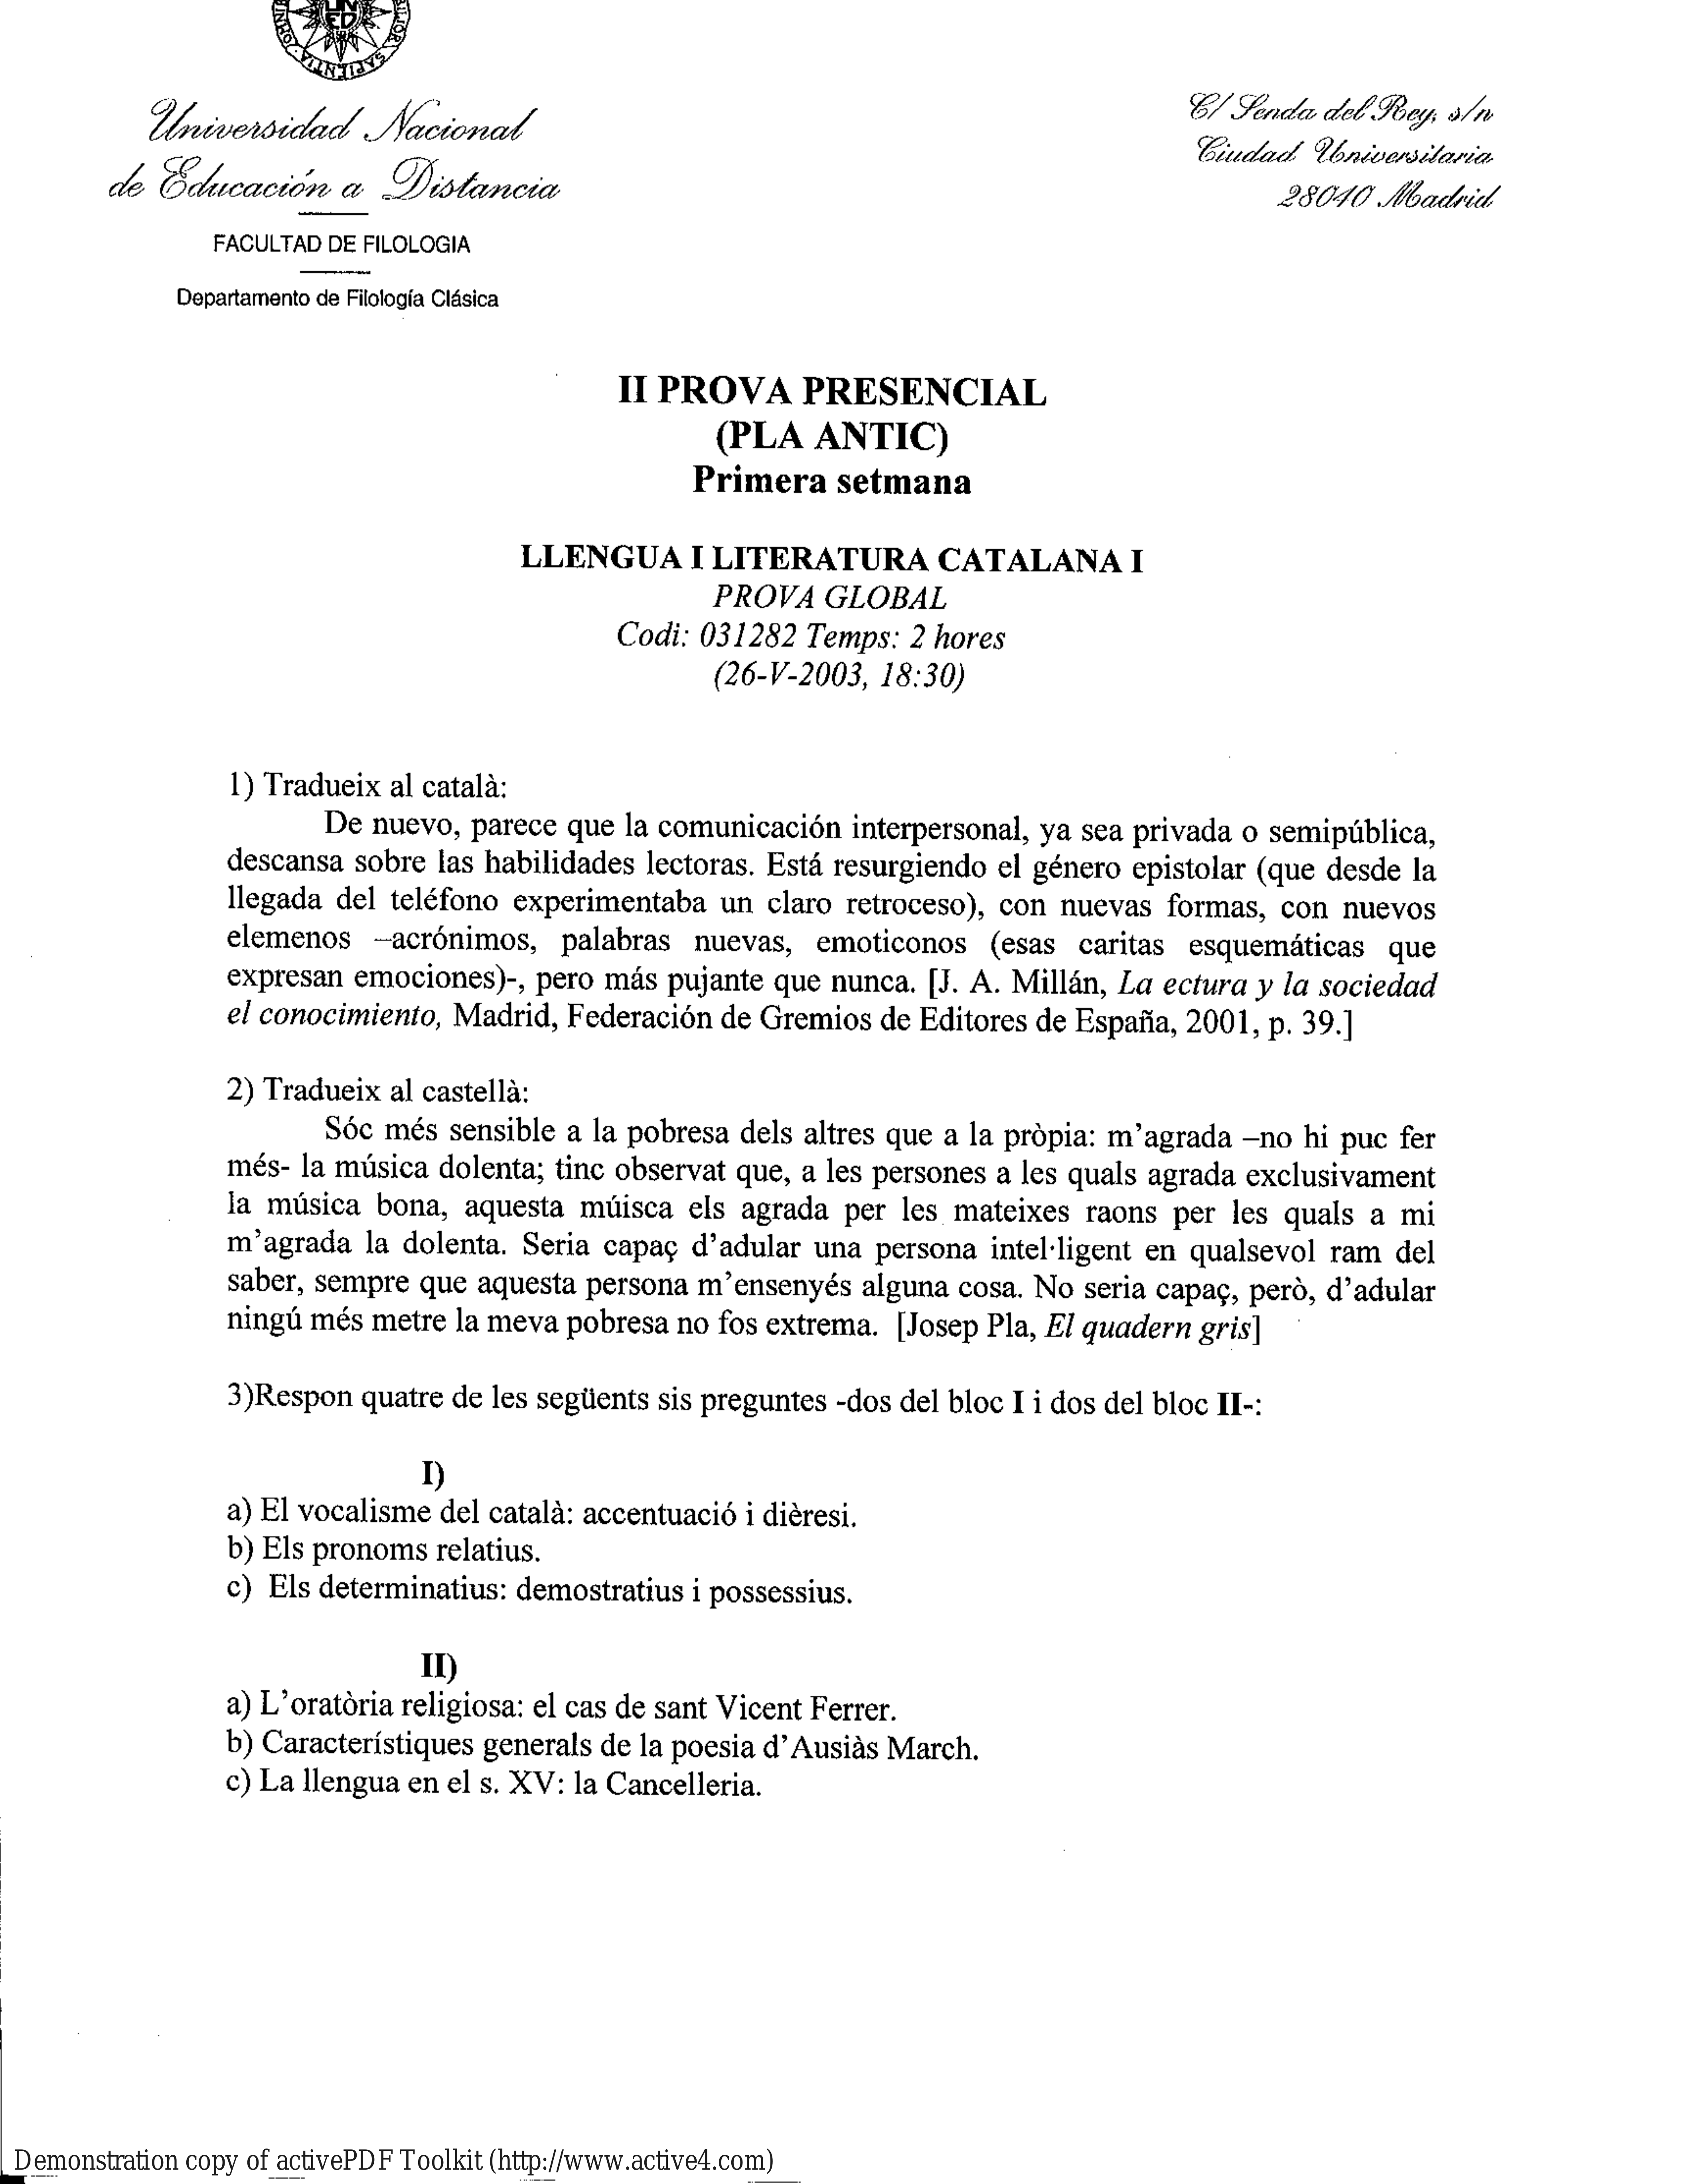 UNED
SAPIENTIA
Universidad Nacional
de Educación a Distancia
FACULTAD DE FILOLOGIA
Departamento de Filología Clásica
C/ Senda del Rey, s/n
Ciudad Universitaria
28040 Madrid
II PROVA PRESENCIAL
(PLA ANTIC)
Primera setmana
LLENGUA I LITERATURA CATALANA I
PROVA GLOBAL
Codi: 031282 Temps: 2 hores
(26-V-2003, 18:30)
1) Tradueix al català:
De nuevo, parece que la comunicación interpersonal, ya sea privada o semipública,
descansa sobre las habilidades lectoras. Está resurgiendo el género epistolar (que desde la
llegada del teléfono experimentaba un claro retroceso), con nuevas formas, con nuevos
elemenos –acrónimos, palabras nuevas, emoticonos (esas caritas esquemáticas que
expresan emociones)-, pero más pujante que nunca. [J. A. Millán, La ectura y la sociedad
el conocimiento, Madrid, Federación de Gremios de Editores de España, 2001, p. 39.]
2) Tradueix al castellà:
Sóc més sensible a la pobresa dels altres que a la pròpia: m'agrada –no hi puc fer
més- la música dolenta; tinc observat que, a les persones a les quals agrada exclusivament
la música bona, aquesta múisca els agrada per les mateixes raons per les quals a mi
m'agrada la dolenta. Seria capaç d'adular una persona intel·ligent en qualsevol ram del
saber, sempre que aquesta persona m'ensenyés alguna cosa. No seria capaç, però, d'adular
ningú més metre la meva pobresa no fos extrema. [Josep Pla, El quadern gris]
3)Respon quatre de les següents sis preguntes -dos del bloc I i dos del bloc II-:
I)
a) El vocalisme del català: accentuació i dièresi.
b) Els pronoms relatius.
c) Els determinatius: demostratius i possessius.
II)
a) L'oratòria religiosa: el cas de sant Vicent Ferrer.
b) Característiques generals de la poesia d'Ausiàs March.
c) La llengua en el s. XV: la Cancelleria.
Demonstration copy of activePDF Toolkit (http://www.active4.com)